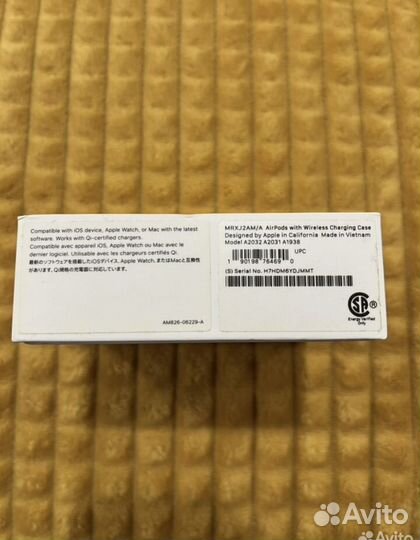 Compatible with iOS device, Apple Watch, or Mac with the latest
software. Works with Qi-certified chargers.
Compatible avec appareil iOS, Apple Watch ou Mac avec le
dernier logiciel. Utilisable avec chargeurs certifiés Qi.
最新のソフトウェアを搭載したiOSデバイス、Apple Watch、またはMacと互換性
があります。Qi規格の充電器に対応しています。
AM826-06229-A
MRXJ2AM/A AirPods with Wireless Charging Case
Designed by Apple in California Made in Vietnam
Model A2032 A2031 A1938
UPC
1 90198 76469 0
(S) Serial No. H7HDM6YDJMMT
SA
Energy Verified
Only
Avito
Avito